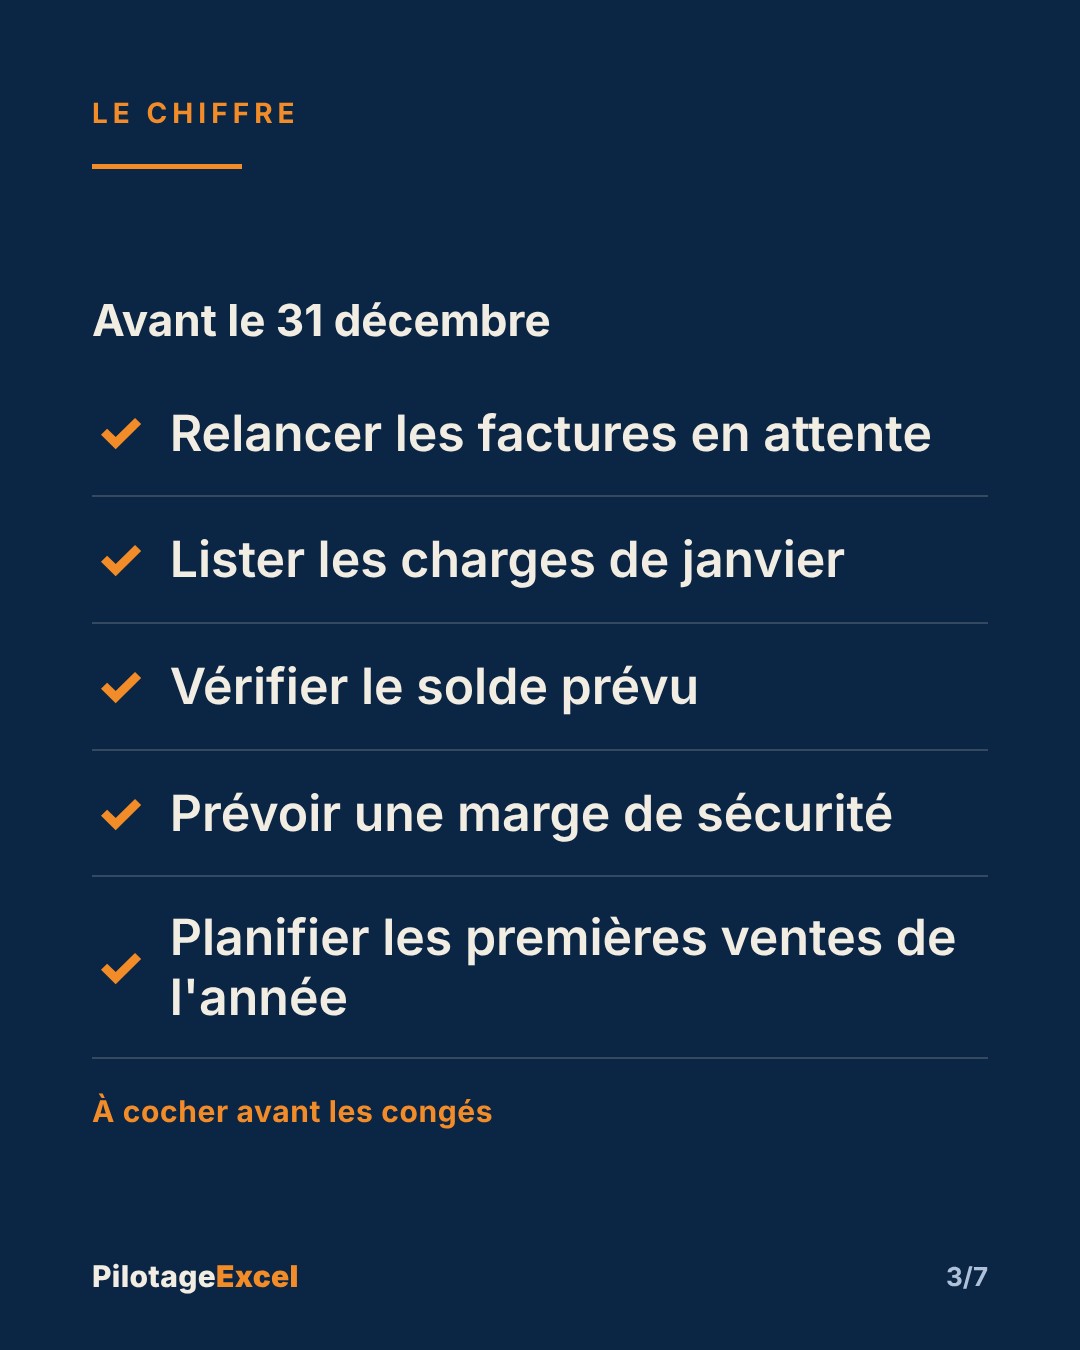 LE CHIFFRE
Avant le 31 décembre
Relancer les factures en attente
Lister les charges de janvier
Vérifier le solde prévu
Prévoir une marge de sécurité
Planifier les premières ventes de
l'année
À cocher avant les congés
PilotageExcel
3/7